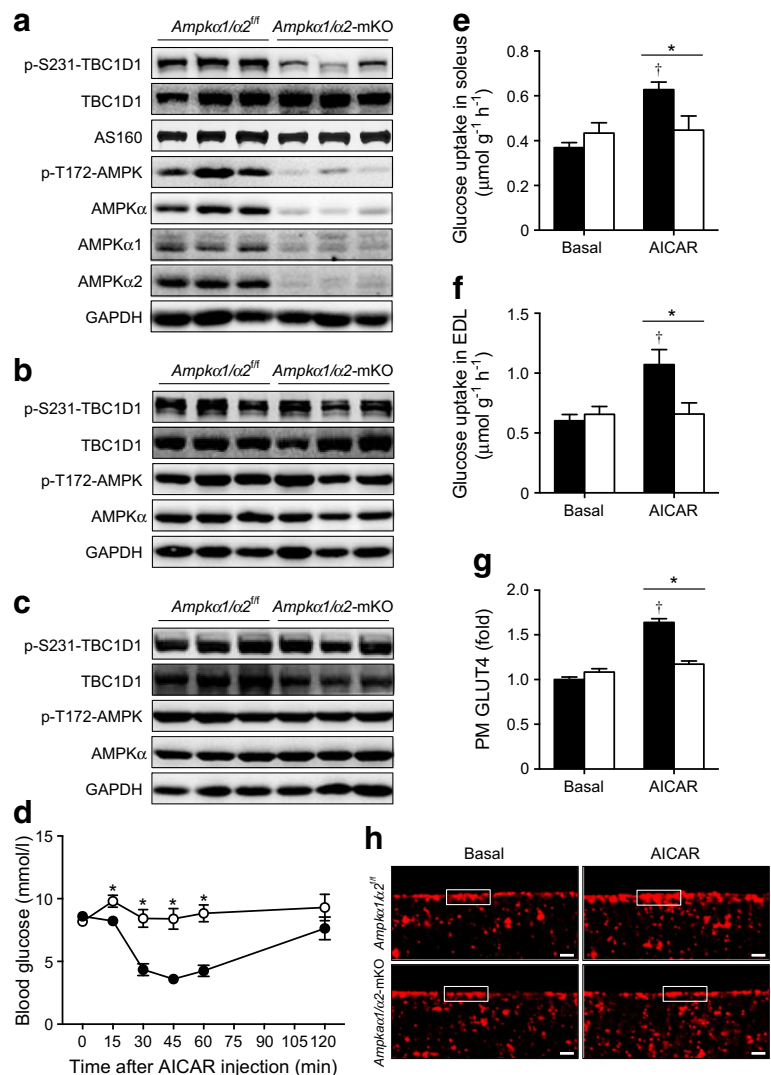 a
Ampkα1/α2f/f Ampkα1/α2-mKO
p-S231-TBC1D1
TBC1D1
AS160
p-T172-AMPK
AMPKα
AMPKα1
AMPKα2
GAPDH
b
Ampkα1/α2f/f Ampkα1/α2-mKO
p-S231-TBC1D1
TBC1D1
p-T172-AMPK
AMPKα
GAPDH
c
Ampkα1/α2f/f Ampkα1/α2-mKO
p-S231-TBC1D1
TBC1D1
p-T172-AMPK
AMPKα
GAPDH
d
Blood glucose (mmol/l)
15
10
5
0
* * * *
0 15 30 45 60 75 90 105 120
Time after AICAR injection (min)
e
Glucose uptake in soleus
(μmol g-1 h-1)
0.8
0.6
0.4
0.2
0
*
†
Basal AICAR
f
Glucose uptake in EDL
(μmol g-1 h-1)
1.5
1.0
0.5
0
*
†
Basal AICAR
g
PM GLUT4 (fold)
2.0
1.5
1.0
0.5
0
*
†
Basal AICAR
h
Basal AICAR
Ampkα1/α2f/f
Ampkaα1/α2-mKO